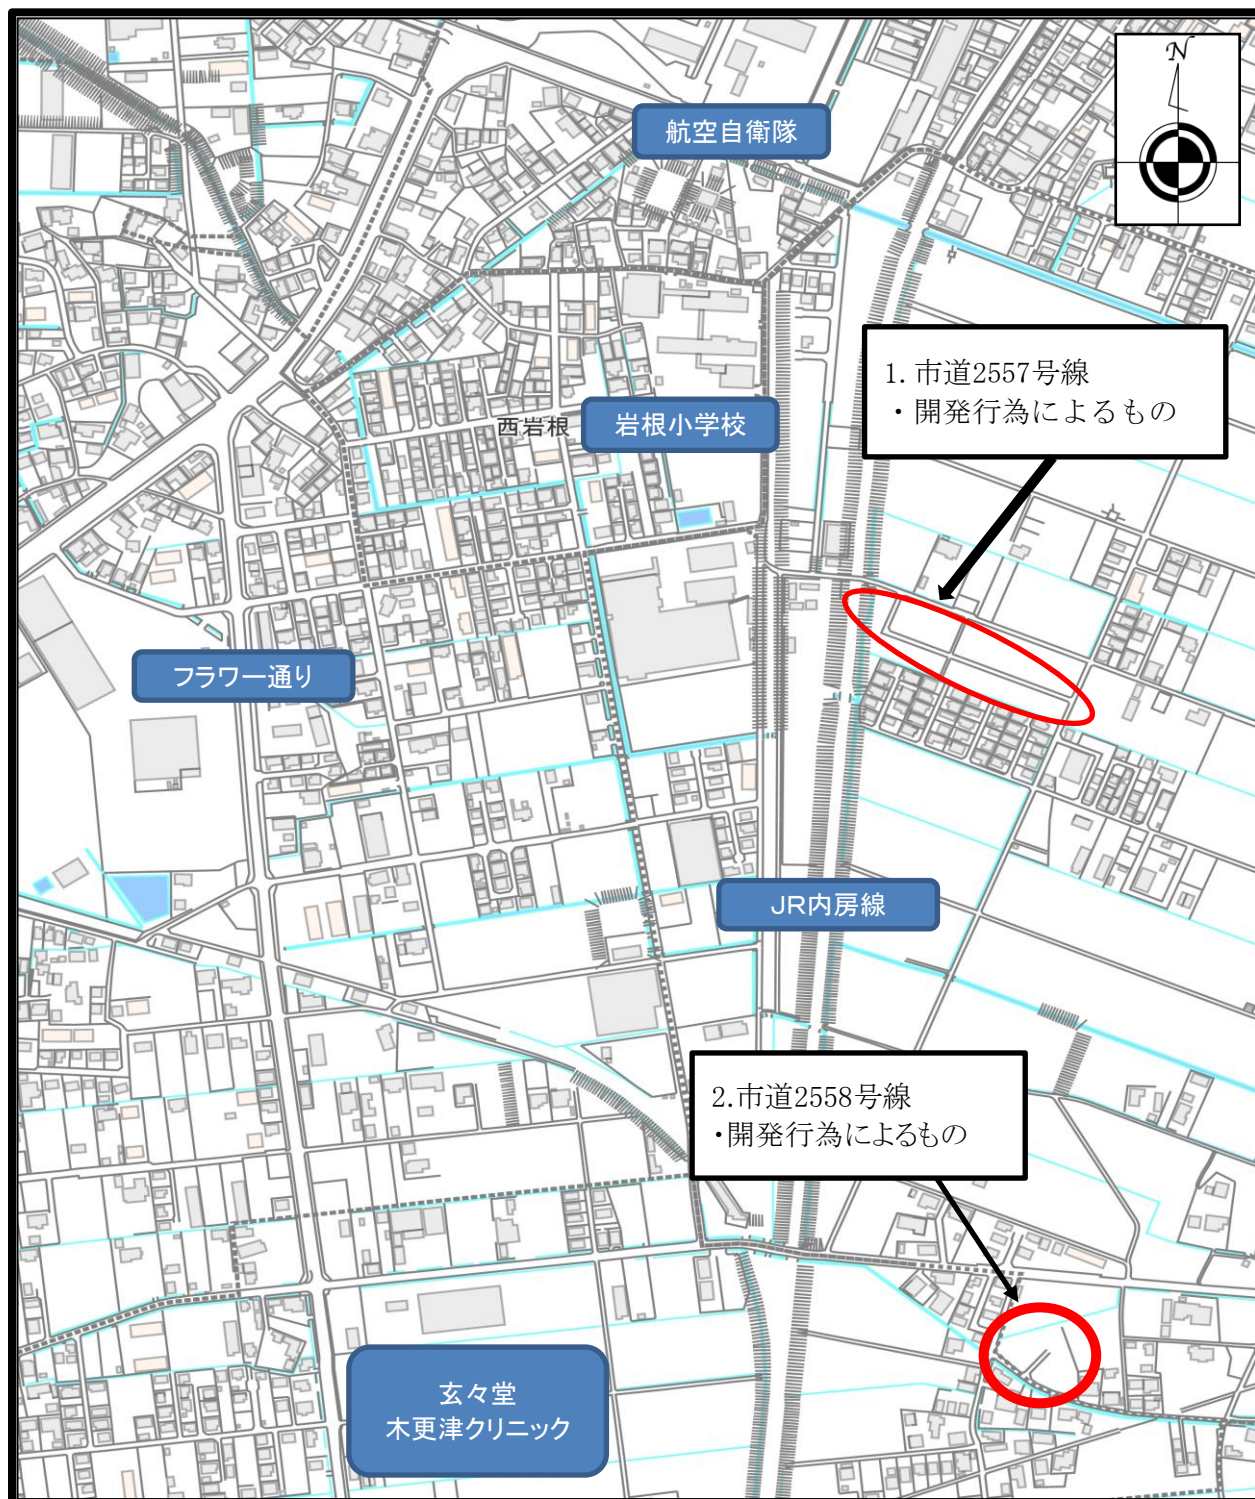 N
航空自衛隊
1. 市道2557号線
・開発行為によるもの
西岩根
岩根小学校
フラワー通り
JR内房線
2.市道2558号線
・開発行為によるもの
玄々堂
木更津クリニック